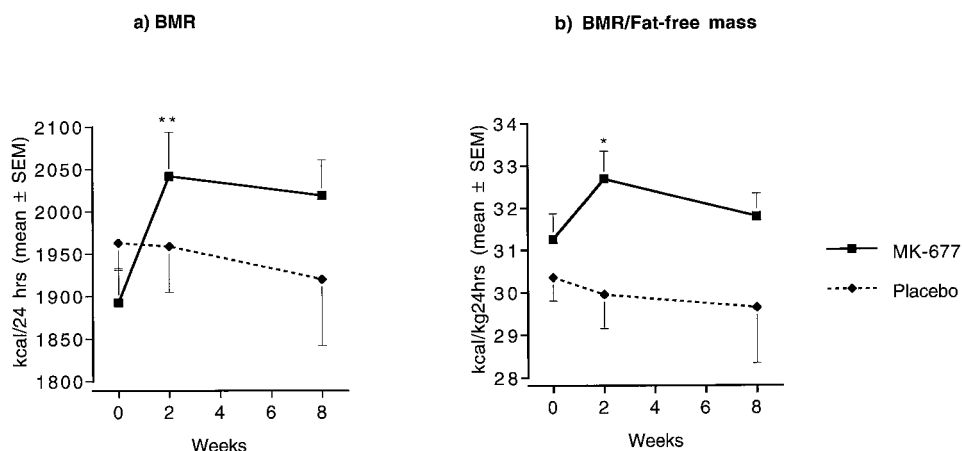 a) BMR
b) BMR/Fat-free mass
kcal/24 hrs (mean ± SEM)
2100
2050
2000
1950
1900
1850
1800
**
0 2 4 6 8
Weeks
kcal/kg24hrs (mean ± SEM)
34
33
32
31
30
29
28
*
0 2 4 6 8
Weeks
MK-677
Placebo